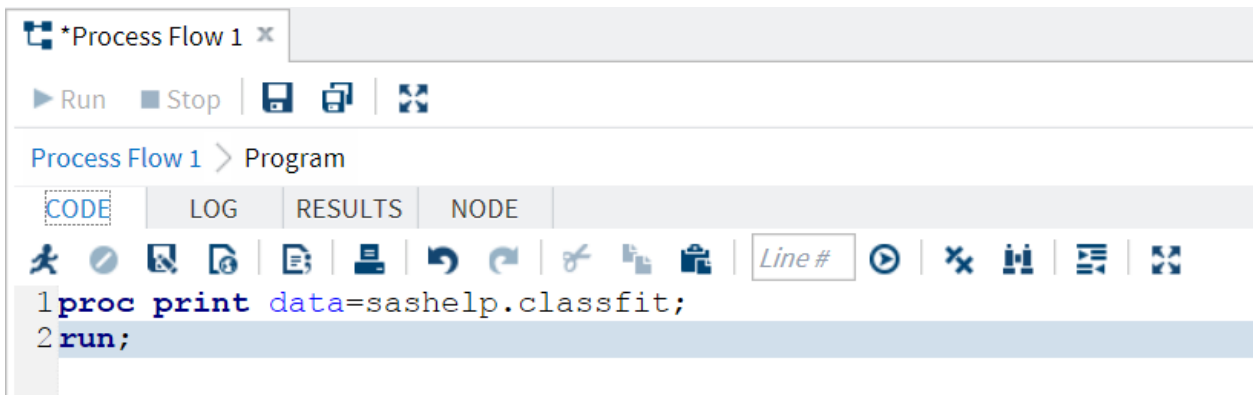 *Process Flow 1 ×
Run Stop
Process Flow 1 > Program
CODE LOG RESULTS NODE
Line #
1 proc print data=sashelp.classfit;
2 run;